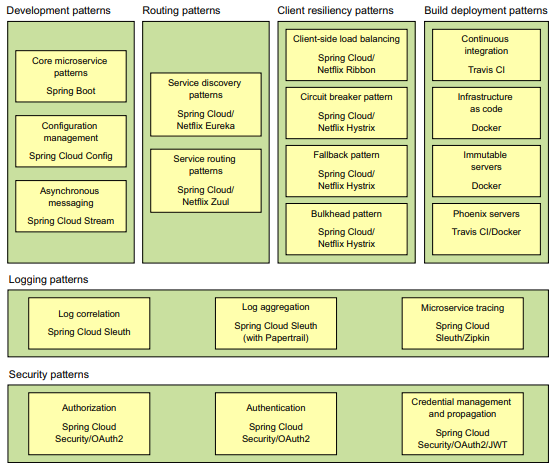 Development patterns
Core microservice
patterns
Spring Boot
Configuration
management
Spring Cloud Config
Asynchronous
messaging
Spring Cloud Stream
Routing patterns
Service discovery
patterns
Spring Cloud/
Netflix Eureka
Service routing
patterns
Spring Cloud/
Netflix Zuul
Client resiliency patterns
Client-side load balancing
Spring Cloud/
Netflix Ribbon
Circuit breaker pattern
Spring Cloud/
Netflix Hystrix
Fallback pattern
Spring Cloud/
Netflix Hystrix
Bulkhead pattern
Spring Cloud/
Netflix Hystrix
Build deployment patterns
Continuous
integration
Travis CI
Infrastructure
as code
Docker
Immutable
servers
Docker
Phoenix servers
Travis CI/Docker
Logging patterns
Log correlation
Spring Cloud Sleuth
Log aggregation
Spring Cloud Sleuth
(with Papertrail)
Microservice tracing
Spring Cloud
Sleuth/Zipkin
Security patterns
Authorization
Spring Cloud
Security/OAuth2
Authentication
Spring Cloud
Security/OAuth2
Credential management
and propagation
Spring Cloud
Security/OAuth2/JWT